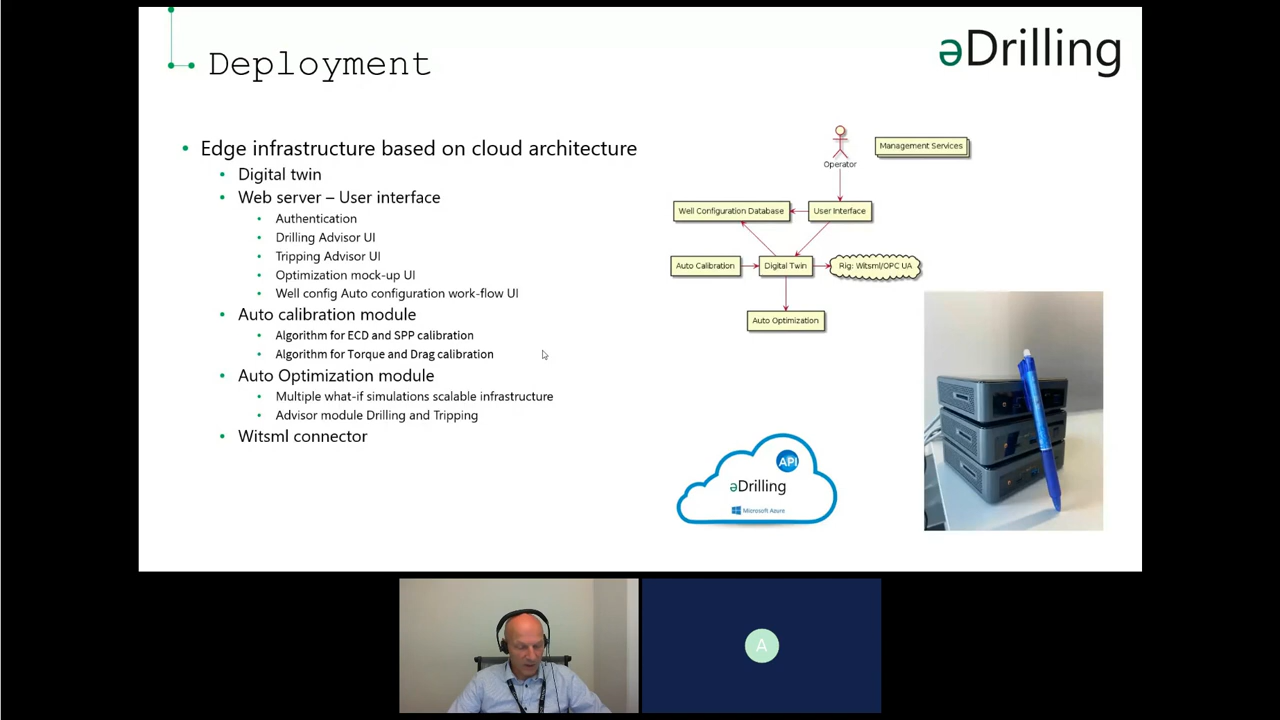 Deployment
əDrilling
Edge infrastructure based on cloud architecture
Digital twin
Web server – User interface
Authentication
Drilling Advisor UI
Tripping Advisor UI
Optimization mock-up UI
Well config Auto configuration work-flow UI
Auto calibration module
Algorithm for ECD and SPP calibration
Algorithm for Torque and Drag calibration
Auto Optimization module
Multiple what-if simulations scalable infrastructure
Advisor module Drilling and Tripping
Witsml connector
Operator
Management Services
Well Configuration Database
User Interface
Auto Calibration
Digital Twin
Rig: Witsml/OPC UA
Auto Optimization
API
əDrilling
Microsoft Azure
A